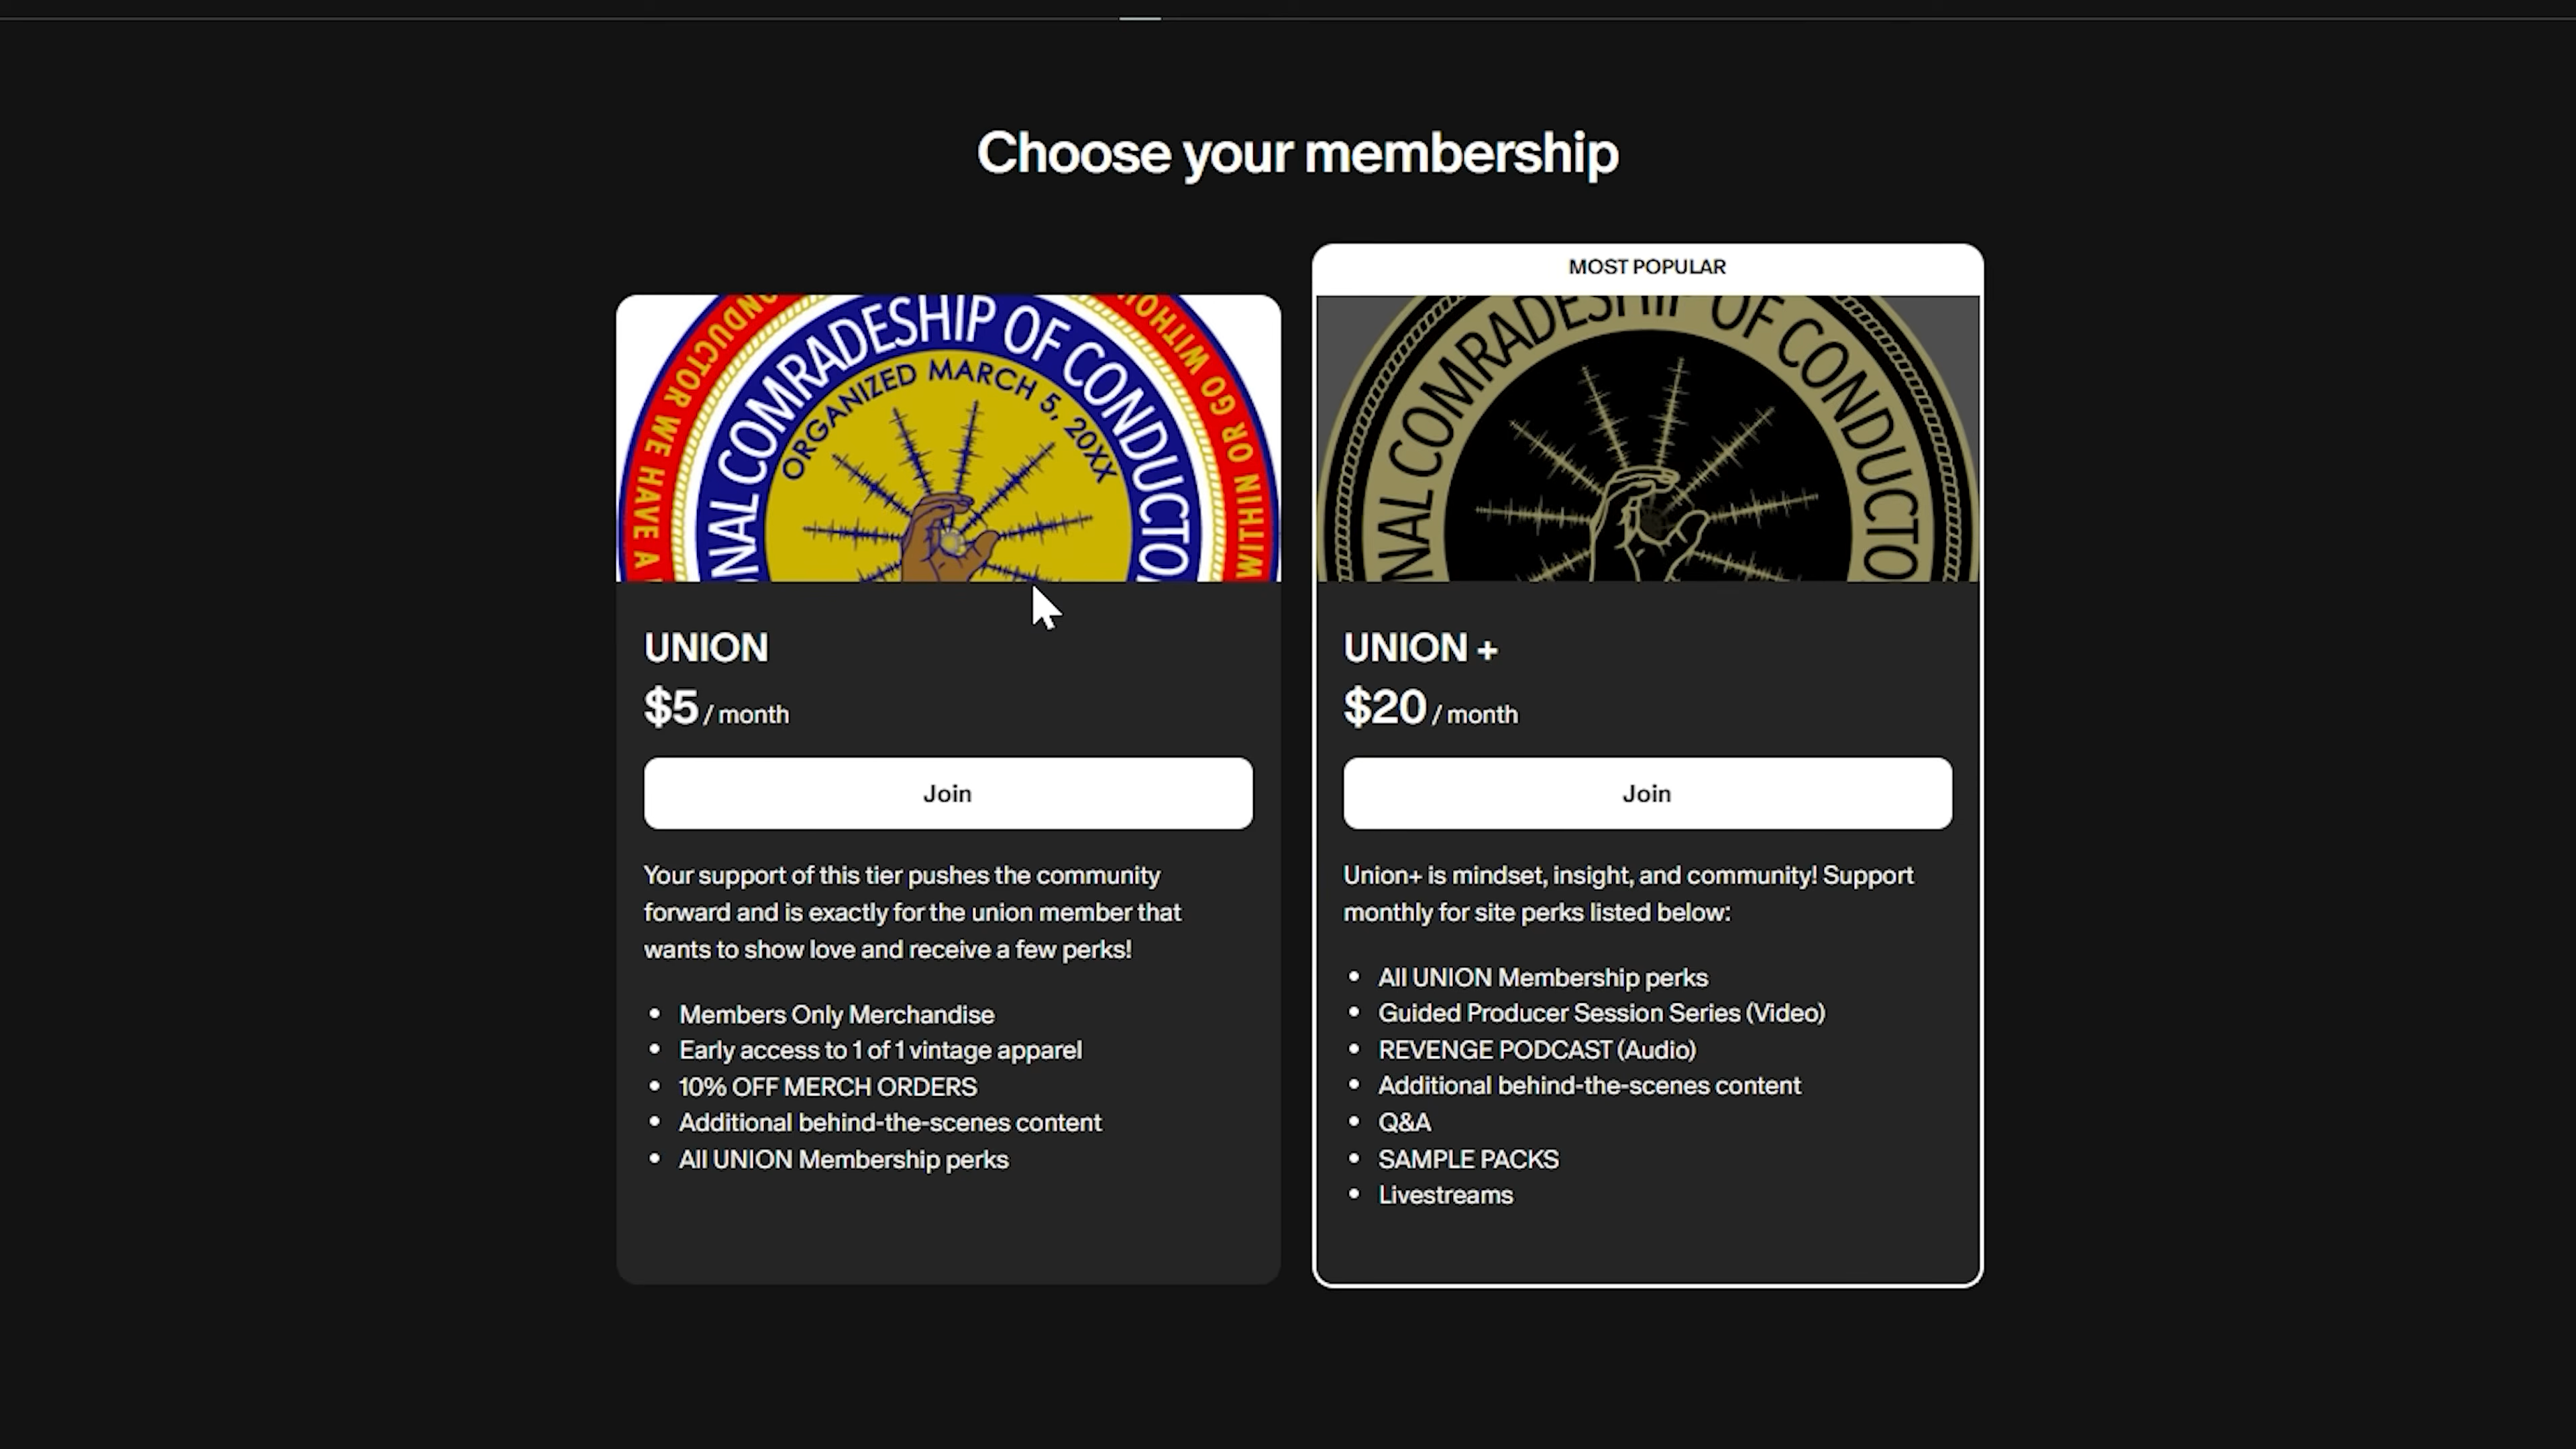 Choose your membership
ONDUCTOR WE HAVE A
GO WITHIN OR GO WITHOU
NAL COMRADESHIP OF CONDUCTO
ORGANIZED MARCH 5, 20XX
UNION
$5 / month
Join
Your support of this tier pushes the community
forward and is exactly for the union member that
wants to show love and receive a few perks!
Members Only Merchandise
Early access to 1 of 1 vintage apparel
10% OFF MERCH ORDERS
Additional behind-the-scenes content
All UNION Membership perks
MOST POPULAR
NAL COMRADESHIP OF CONDUCTO
UNION +
$20 / month
Join
Union+ is mindset, insight, and community! Support
monthly for site perks listed below:
All UNION Membership perks
Guided Producer Session Series (Video)
REVENGE PODCAST (Audio)
Additional behind-the-scenes content
Q&A
SAMPLE PACKS
Livestreams